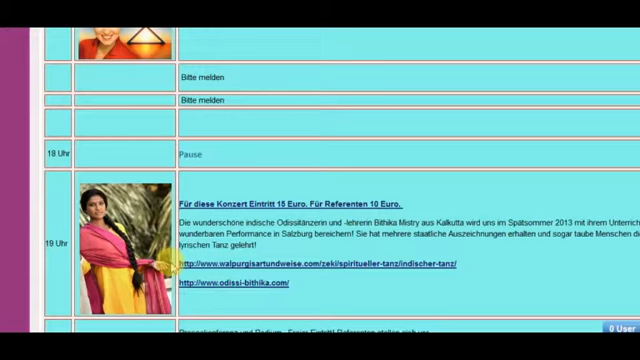 Bitte melden
Bitte melden
18 Uhr
Pause
Für diese Konzert Eintritt 15 Euro. Für Referenten 10 Euro.
Die wunderschöne indische Odissitänzerin und -lehrerin Bithika Mistry aus Kalkutta wird uns im Spätsommer 2013 mit ihrem Unterrich
wunderbaren Performance in Salzburg bereichern! Sie hat mehrere staatliche Auszeichnungen erhalten und sogar taube Menschen di
lyrischen Tanz gelehrt!
19 Uhr
http://www.walpurgisartundweise.com/zeki/spiritueller-tanz/indischer-tanz/
http://www.odissi-bithika.com/
0 User